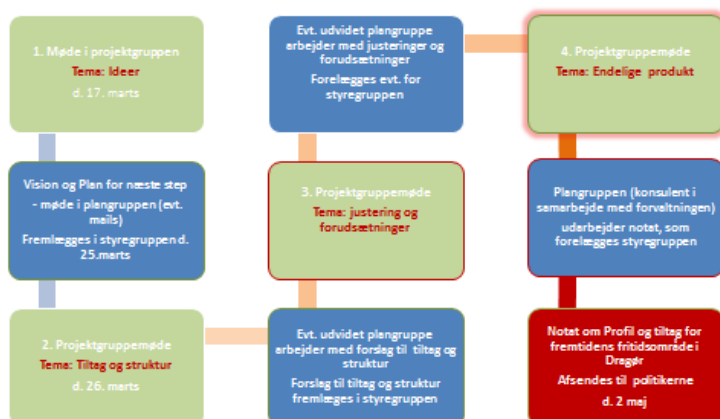 1. Møde i projektgruppen
Tema: Ideer
d. 17. marts
Vision og Plan for næste step
– møde i plangruppen (evt.
mails)
Fremlægges i styregruppen d.
25.marts
2. Projektgruppemøde
Tema: Tiltag og struktur
d. 26. marts
Evt. udvidet plangruppe
arbejder med forslag til tiltag og
struktur
Forslag til tiltag og struktur
fremlæges i styregruppen
3. Projektgruppemøde
Tema: justering og
forudsætninger
Evt. udvidet plangruppe
arbejder med justeringer og
forudsætninger
Forelægges evt. for
styregruppen
4. Projektgruppemøde
Tema: Endelige produkt
Plangruppen (konsulent i
samarbejde med forvaltningen)
udarbejder notat, som
forelægges styregruppen
Notat om Profil og tiltag for
fremtidens fritidsområde i
Dragør
Afsendes til politikerne
d. 2 maj